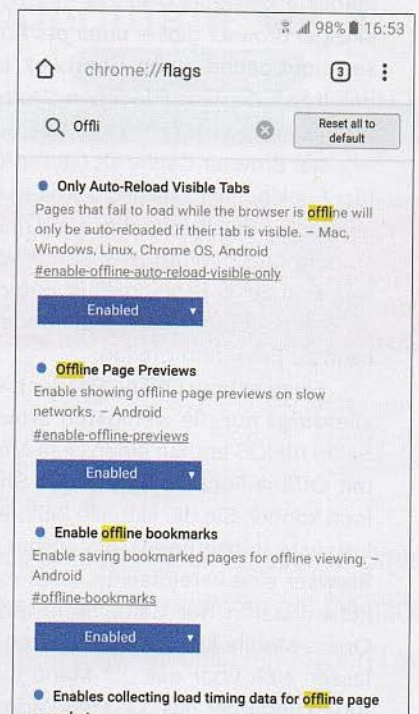 98% 16:53
chrome://flags 3
Offli
Reset all to
default
Only Auto-Reload Visible Tabs
Pages that fail to load while the browser is offline will
only be auto-reloaded if their tab is visible. – Mac,
Windows, Linux, Chrome OS, Android
#enable-offline-auto-reload-visible-only
Enabled
Offline Page Previews
Enable showing offline page previews on slow
networks. – Android
#enable-offline-previews
Enabled
Enable offline bookmarks
Enable saving bookmarked pages for offline viewing. –
Android
#offline-bookmarks
Enabled
Enables collecting load timing data for offline page